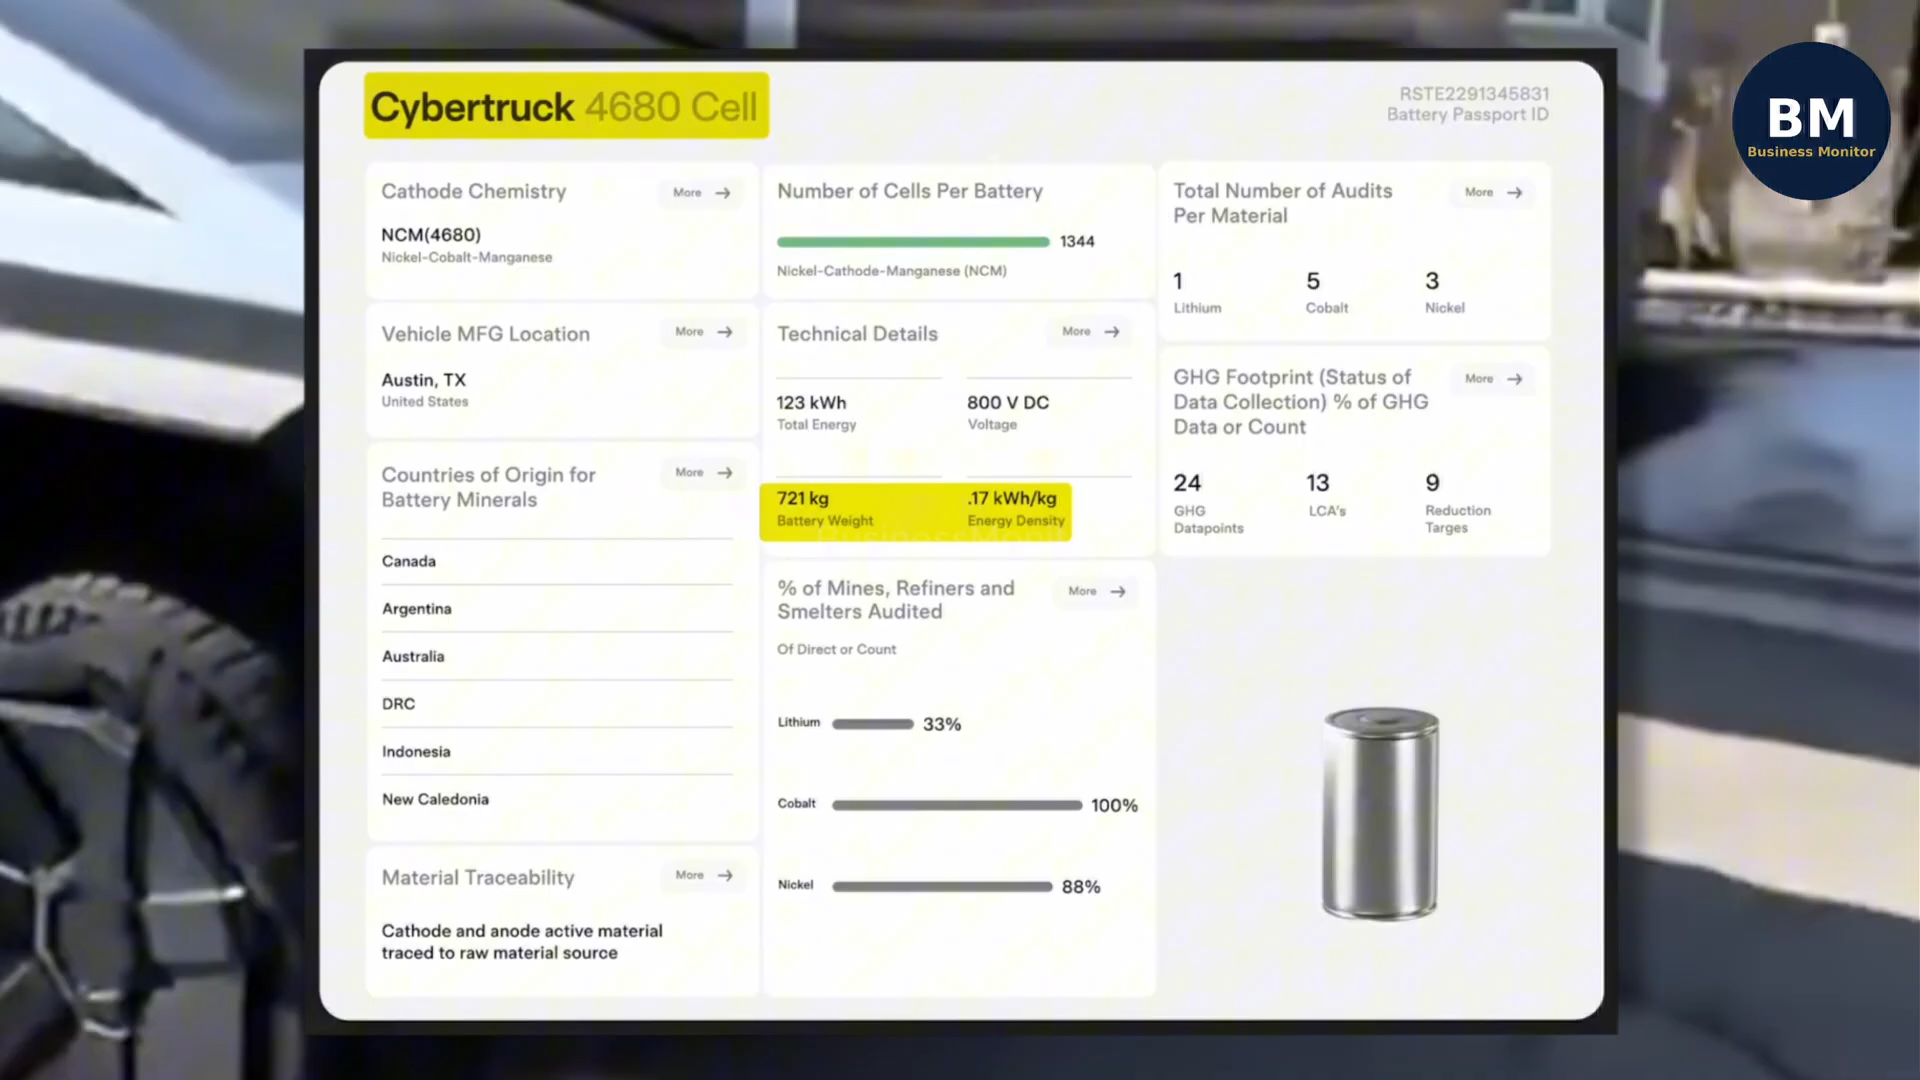 Cybertruck 4680 Cell
RSTE2291345831
Battery Passport ID
BM
Business Monitor
Cathode Chemistry
More →
NCM(4680)
Nickel-Cobalt-Manganese
Vehicle MFG Location
More →
Austin, TX
United States
Countries of Origin for
Battery Minerals
More →
Canada
Argentina
Australia
DRC
Indonesia
New Caledonia
Material Traceability
More →
Cathode and anode active material
traced to raw material source
Number of Cells Per Battery
1344
Nickel-Cathode-Manganese (NCM)
Technical Details
More →
123 kWh
Total Energy
800 V DC
Voltage
721 kg
Battery Weight
.17 kWh/kg
Energy Density
BusinessMonit
% of Mines, Refiners and
Smelters Audited
More →
Of Direct or Count
Lithium 33%
Cobalt 100%
Nickel 88%
Total Number of Audits
Per Material
More →
1
Lithium
5
Cobalt
3
Nickel
GHG Footprint (Status of
Data Collection) % of GHG
Data or Count
More →
24
GHG
Datapoints
13
LCA's
9
Reduction
Targes